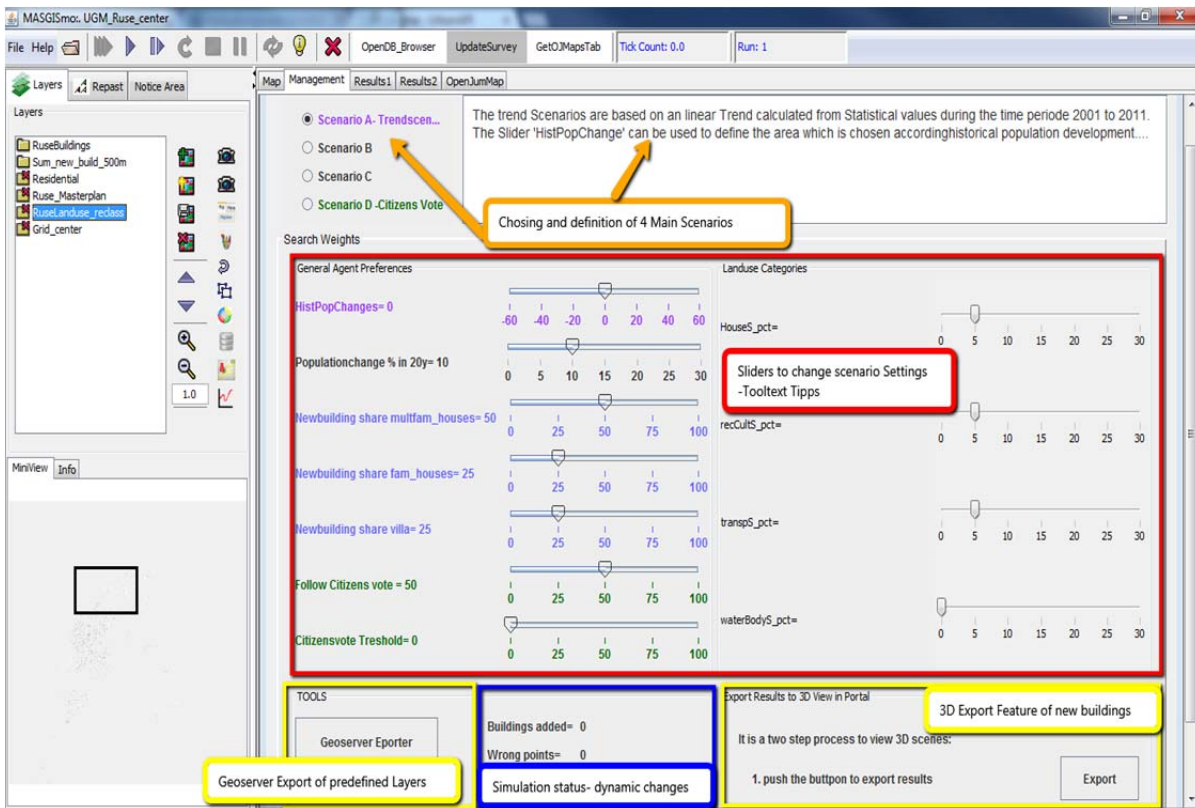 MASGISmo:. UGM_Ruse_center
File Help
OpenDB_Browser UpdateSurvey GetOJMapsTab Tick Count: 0.0 Run: 1
Layers Repast Notice Area
Map Management Results1 Results2 OpenJumMap
Layers
RuseBuildings
Sum_new_build_500m
Residential
Ruse_Masterplan
RuseLanduse_reclass
Grid_center
1.0
MiniView Info
Scenario A- Trendscen...
Scenario B
Scenario C
Scenario D -Citizens Vote
The trend Scenarios are based on an linear Trend calculated from Statistical values during the time periode 2001 to 2011.
The Slider 'HistPopChange' can be used to define the area which is chosen accordinghistorical population development....
Chosing and definition of 4 Main Scenarios
Search Weights
General Agent Preferences
HistPopChanges= 0
-60 -40 -20 0 20 40 60
Populationchange % in 20y= 10
0 5 10 15 20 25 30
Newbuilding share multfam_houses= 50
0 25 50 75 100
Newbuilding share fam_houses= 25
0 25 50 75 100
Newbuilding share villa= 25
0 25 50 75 100
Follow Citizens vote = 50
0 25 50 75 100
Citizensvote Treshold= 0
0 25 50 75 100
Landuse Categories
HouseS_pct=
0 5 10 15 20 25 30
Sliders to change scenario Settings
-Tooltext Tipps
recCultS_pct=
0 5 10 15 20 25 30
transpS_pct=
0 5 10 15 20 25 30
waterBodyS_pct=
0 5 10 15 20 25 30
TOOLS
Geoserver Eporter
Geoserver Export of predefined Layers
Buildings added= 0
Wrong points= 0
Simulation status- dynamic changes
Export Results to 3D View in Portal
3D Export Feature of new buildings
It is a two step process to view 3D scenes:
1. push the buttpon to export results
Export